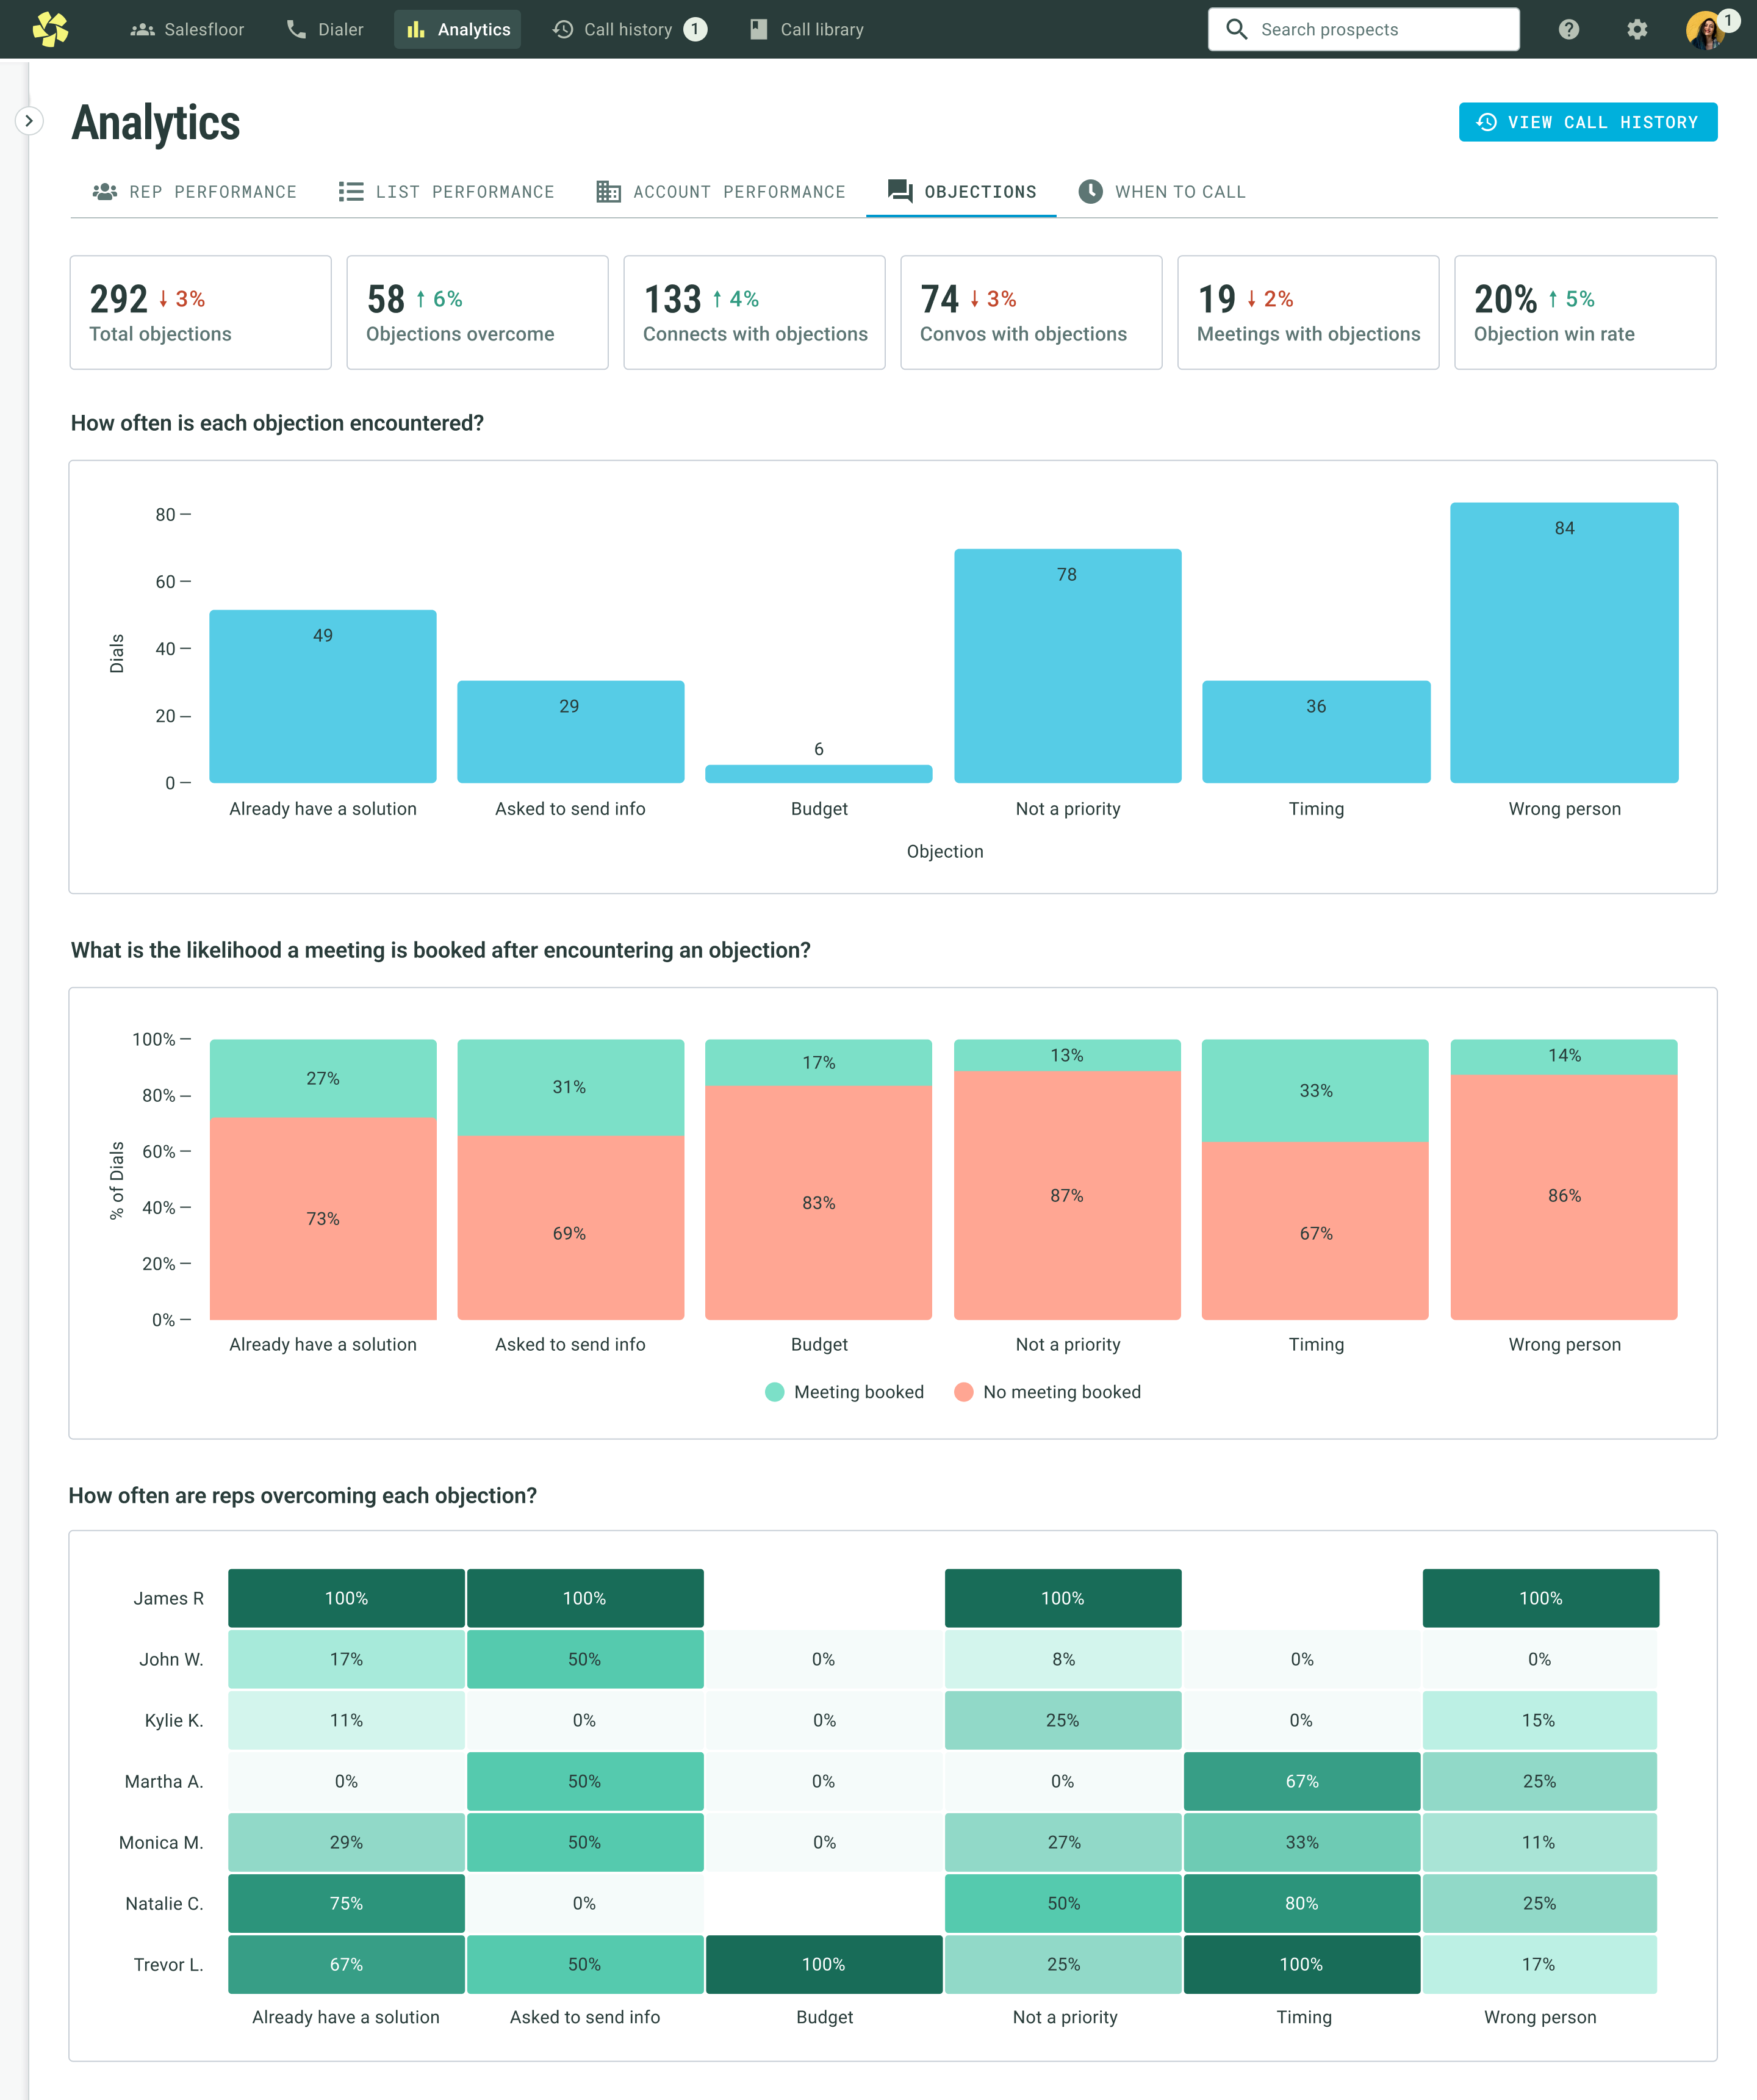 Salesfloor Dialer Analytics Call history 1 Call library Search prospects ? 1
Analytics
VIEW CALL HISTORY
REP PERFORMANCE LIST PERFORMANCE ACCOUNT PERFORMANCE OBJECTIONS WHEN TO CALL
292 ↓ 3%
Total objections
58 ↑ 6%
Objections overcome
133 ↑ 4%
Connects with objections
74 ↓ 3%
Convos with objections
19 ↓ 2%
Meetings with objections
20% ↑ 5%
Objection win rate
How often is each objection encountered?
Dials
80
60
40
20
0
49
29
6
78
36
84
Already have a solution Asked to send info Budget Not a priority Timing Wrong person
Objection
What is the likelihood a meeting is booked after encountering an objection?
% of Dials
100%
80%
60%
40%
20%
0%
27% 31% 17% 13% 33% 14%
73% 69% 83% 87% 67% 86%
Already have a solution Asked to send info Budget Not a priority Timing Wrong person
Meeting booked No meeting booked
How often are reps overcoming each objection?
James R 100% 100% 100% 100%
John W. 17% 50% 0% 8% 0% 0%
Kylie K. 11% 0% 0% 25% 0% 15%
Martha A. 0% 50% 0% 0% 67% 25%
Monica M. 29% 50% 0% 27% 33% 11%
Natalie C. 75% 0% 50% 80% 25%
Trevor L. 67% 50% 100% 25% 100% 17%
Already have a solution Asked to send info Budget Not a priority Timing Wrong person